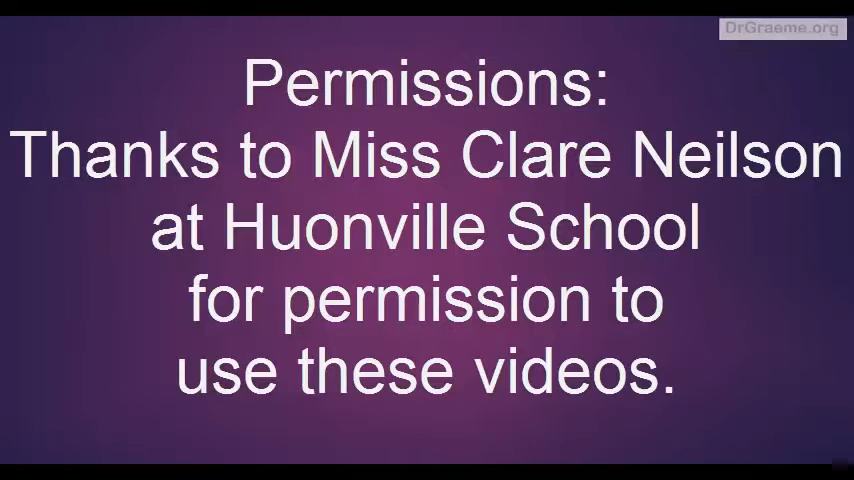 DrGraeme.org
Permissions:
Thanks to Miss Clare Neilson
at Huonville School
for permission to
use these videos.